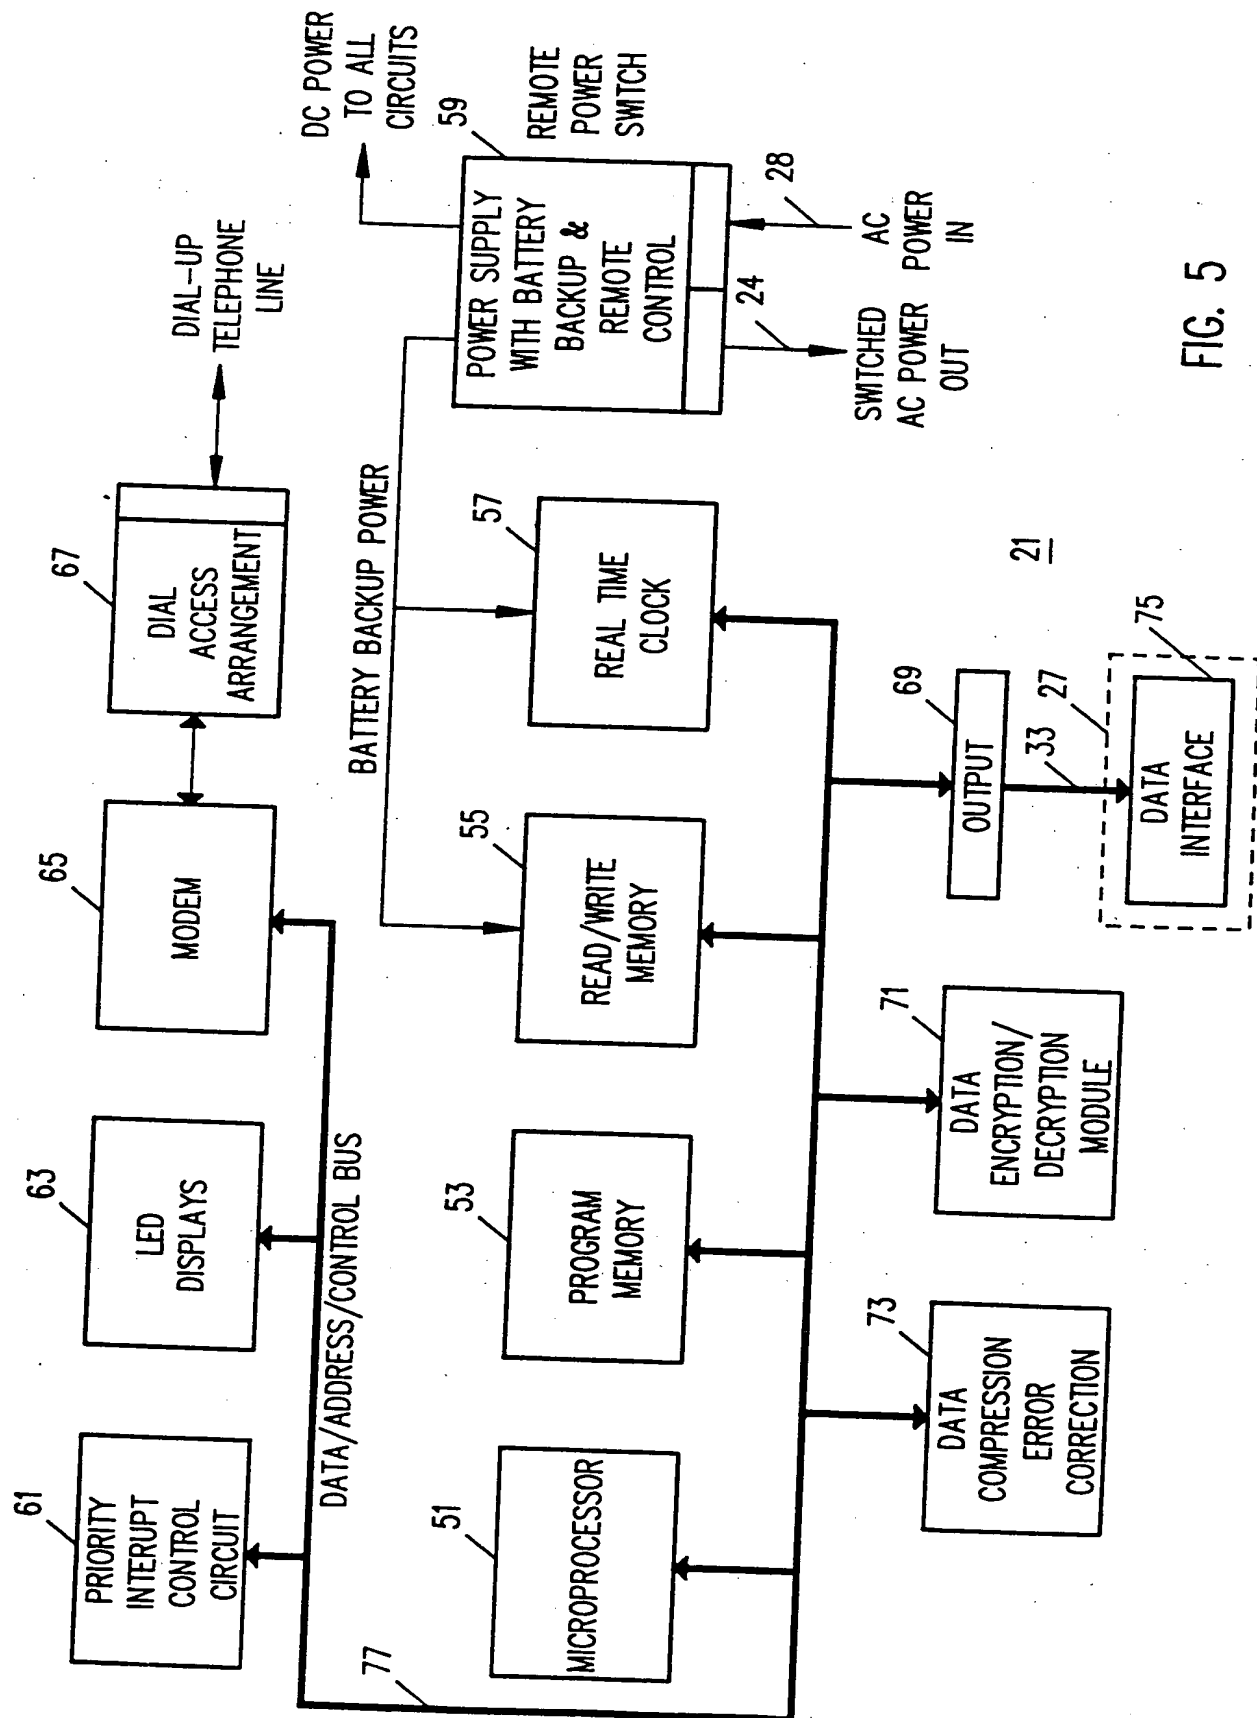 61
PRIORITY
INTERUPT
CONTROL
CIRCUIT
63
LED
DISPLAYS
65
MODEM
67
DIAL
ACCESS
ARRANGEMENT
DIAL-UP
TELEPHONE
LINE
DATA/ADDRESS/CONTROL BUS
77
BATTERY BACKUP POWER
DC POWER
TO ALL
CIRCUITS
51
MICROPROCESSOR
53
PROGRAM
MEMORY
55
READ/WRITE
MEMORY
57
REAL TIME
CLOCK
59
POWER SUPPLY
WITH BATTERY
BACKUP &
REMOTE
CONTROL
REMOTE
POWER
SWITCH
24
28
SWITCHED
AC POWER
OUT
AC
POWER
IN
73
DATA
COMPRESSION
ERROR
CORRECTION
71
DATA
ENCRYPTION/
DECRYPTION
MODULE
69
OUTPUT
33
27
75
DATA
INTERFACE
21
FIG. 5